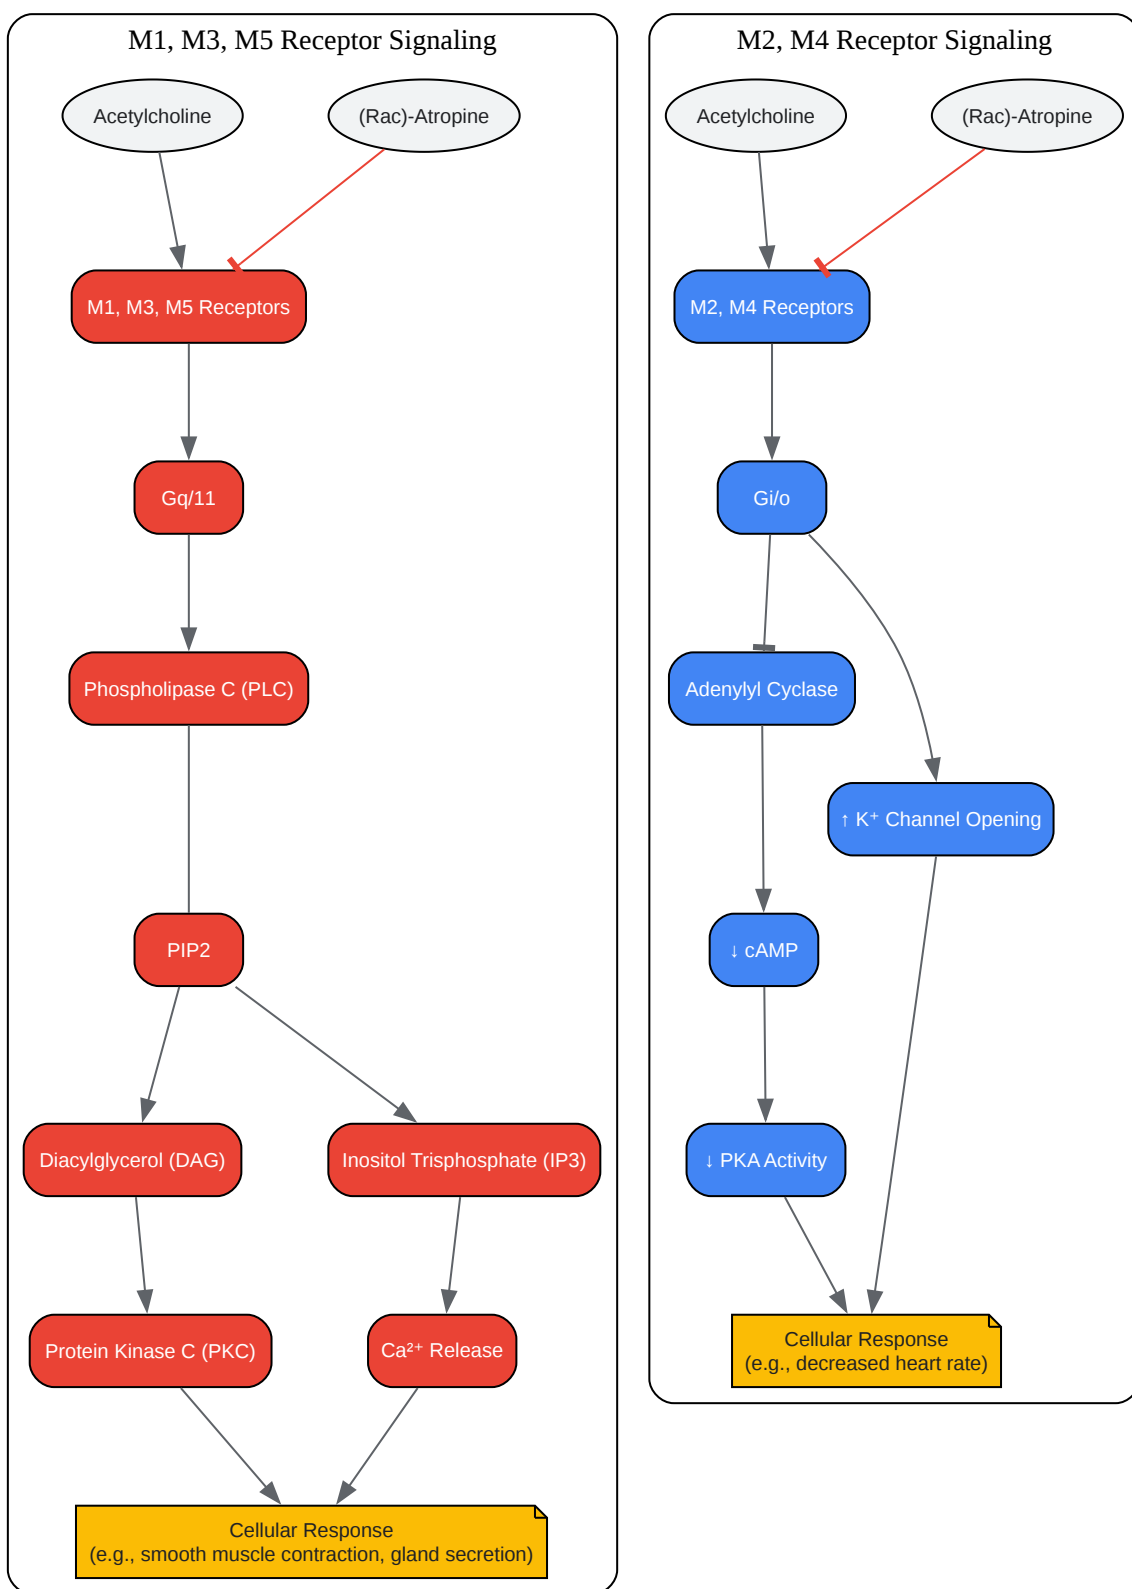 M1, M3, M5 Receptor Signaling
Acetylcholine
(Rac)-Atropine
M1, M3, M5 Receptors
Gq/11
Phospholipase C (PLC)
PIP2
Diacylglycerol (DAG)
Inositol Trisphosphate (IP3)
Protein Kinase C (PKC)
Ca²⁺ Release
Cellular Response
(e.g., smooth muscle contraction, gland secretion)
M2, M4 Receptor Signaling
Acetylcholine
(Rac)-Atropine
M2, M4 Receptors
Gi/o
Adenylyl Cyclase
↑ K⁺ Channel Opening
↓ cAMP
↓ PKA Activity
Cellular Response
(e.g., decreased heart rate)